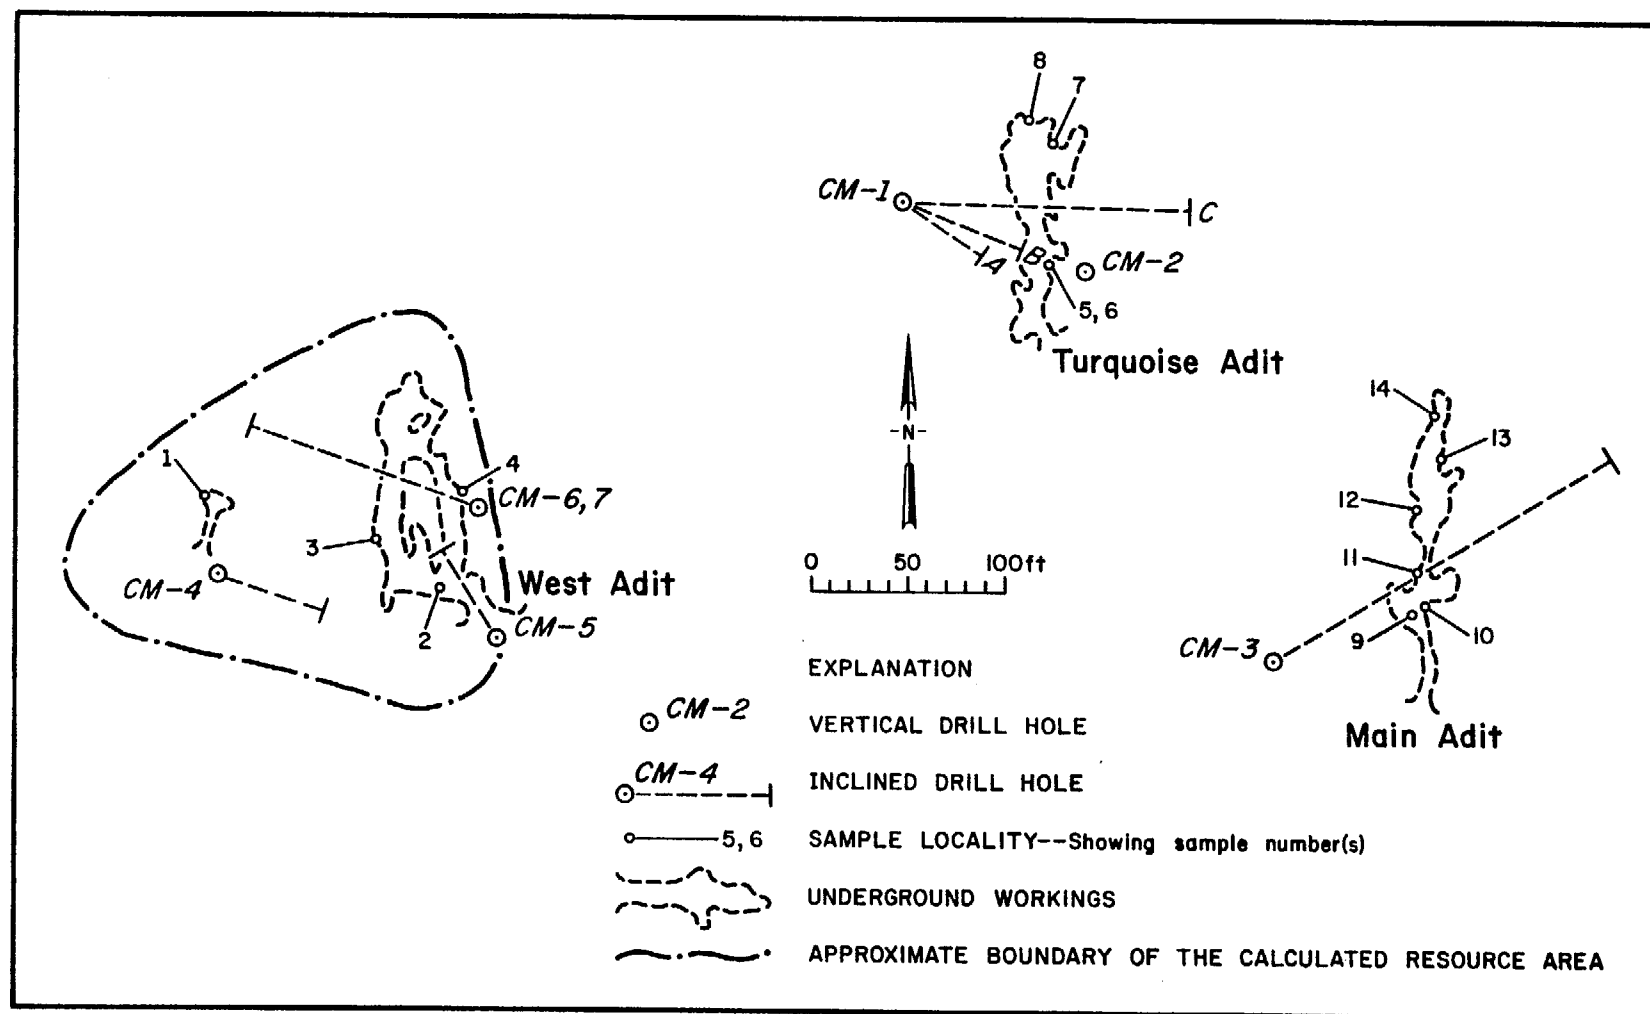 8
7
CM-1
C
A
B
CM-2
5,6
Turquoise Adit
-N-
0 50 100ft
14
13
12
11
9
10
CM-3
Main Adit
1
4
CM-6,7
3
CM-4
West Adit
2
CM-5
EXPLANATION
CM-2
VERTICAL DRILL HOLE
CM-4
INCLINED DRILL HOLE
5,6
SAMPLE LOCALITY--Showing sample number(s)
UNDERGROUND WORKINGS
APPROXIMATE BOUNDARY OF THE CALCULATED RESOURCE AREA